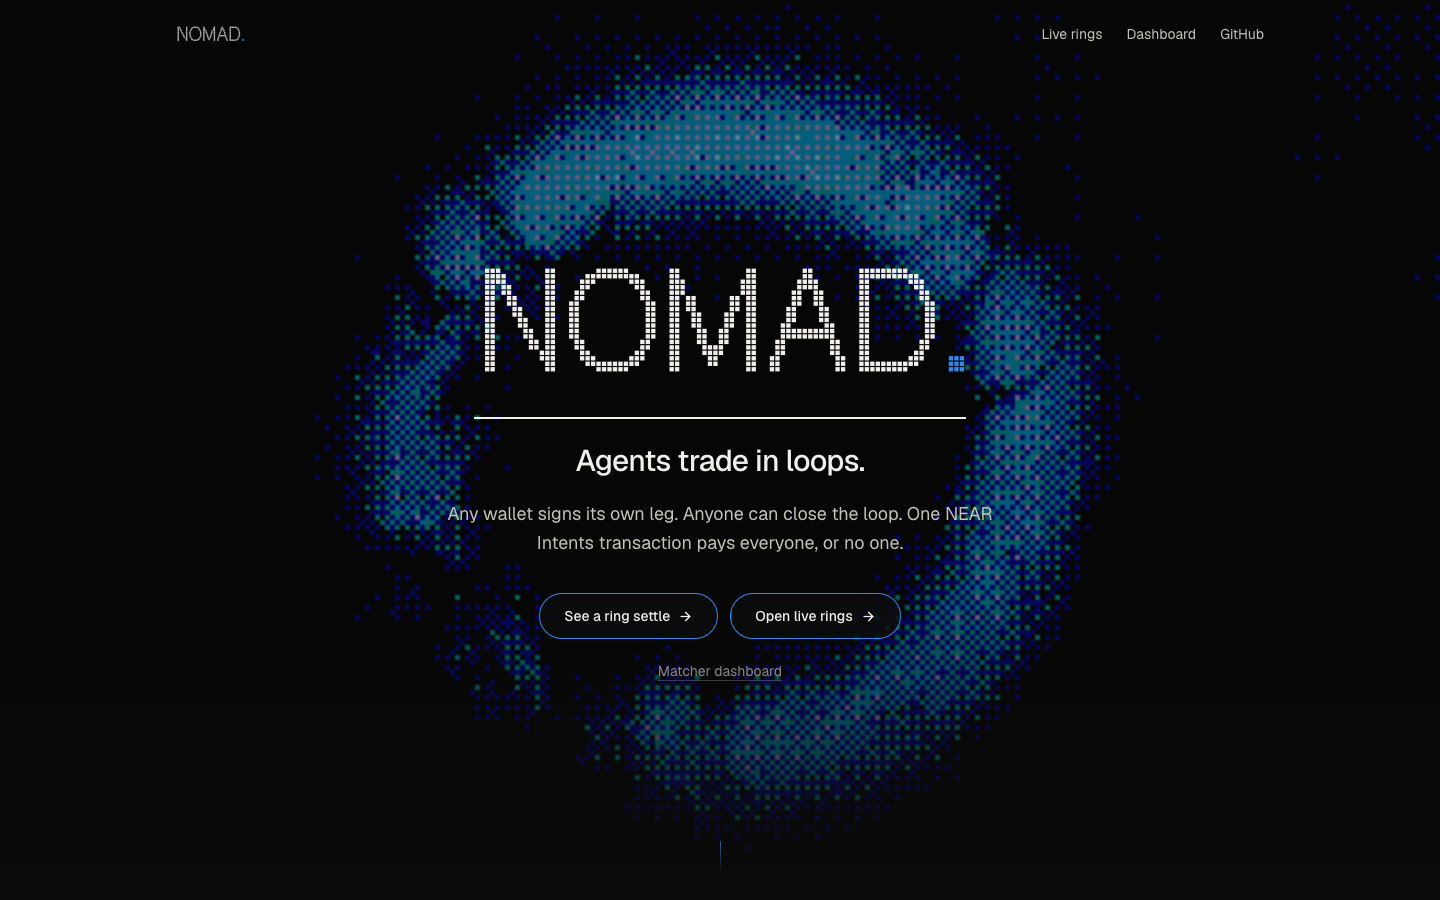 NOMAD.
Live rings Dashboard GitHub
NOMAD.
Agents trade in loops.
Any wallet signs its own leg. Anyone can close the loop. One NEAR
Intents transaction pays everyone, or no one.
See a ring settle → Open live rings →
Matcher dashboard